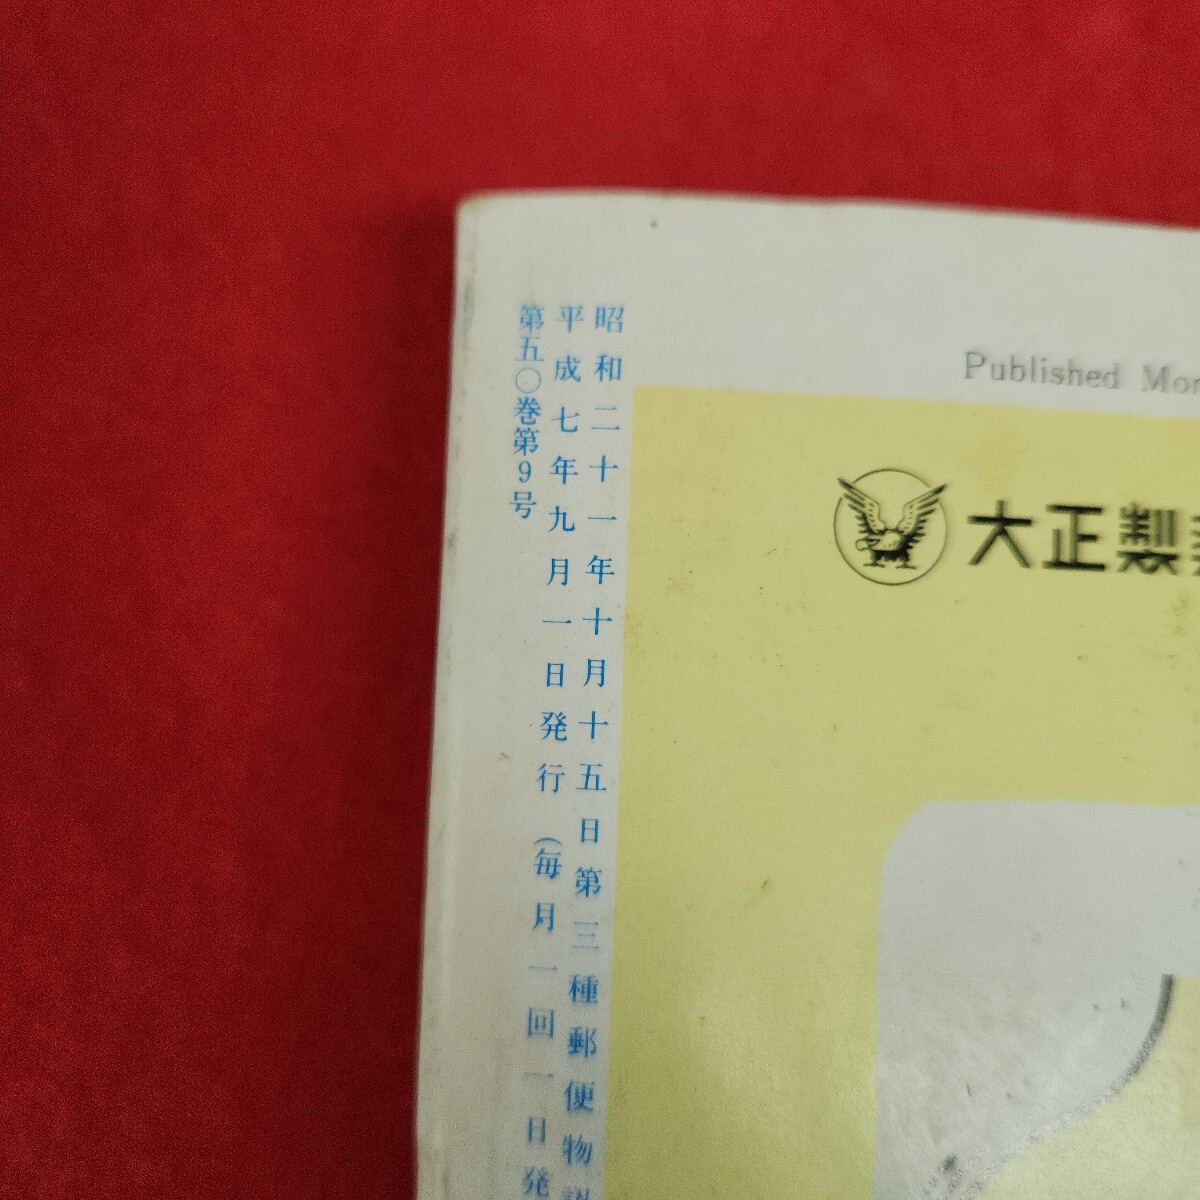 昭和二十一年十月十五日第三種郵便物認
平成七年九月一日発行（毎月一回一日発
第五〇巻第9号
Published Mon
大正製